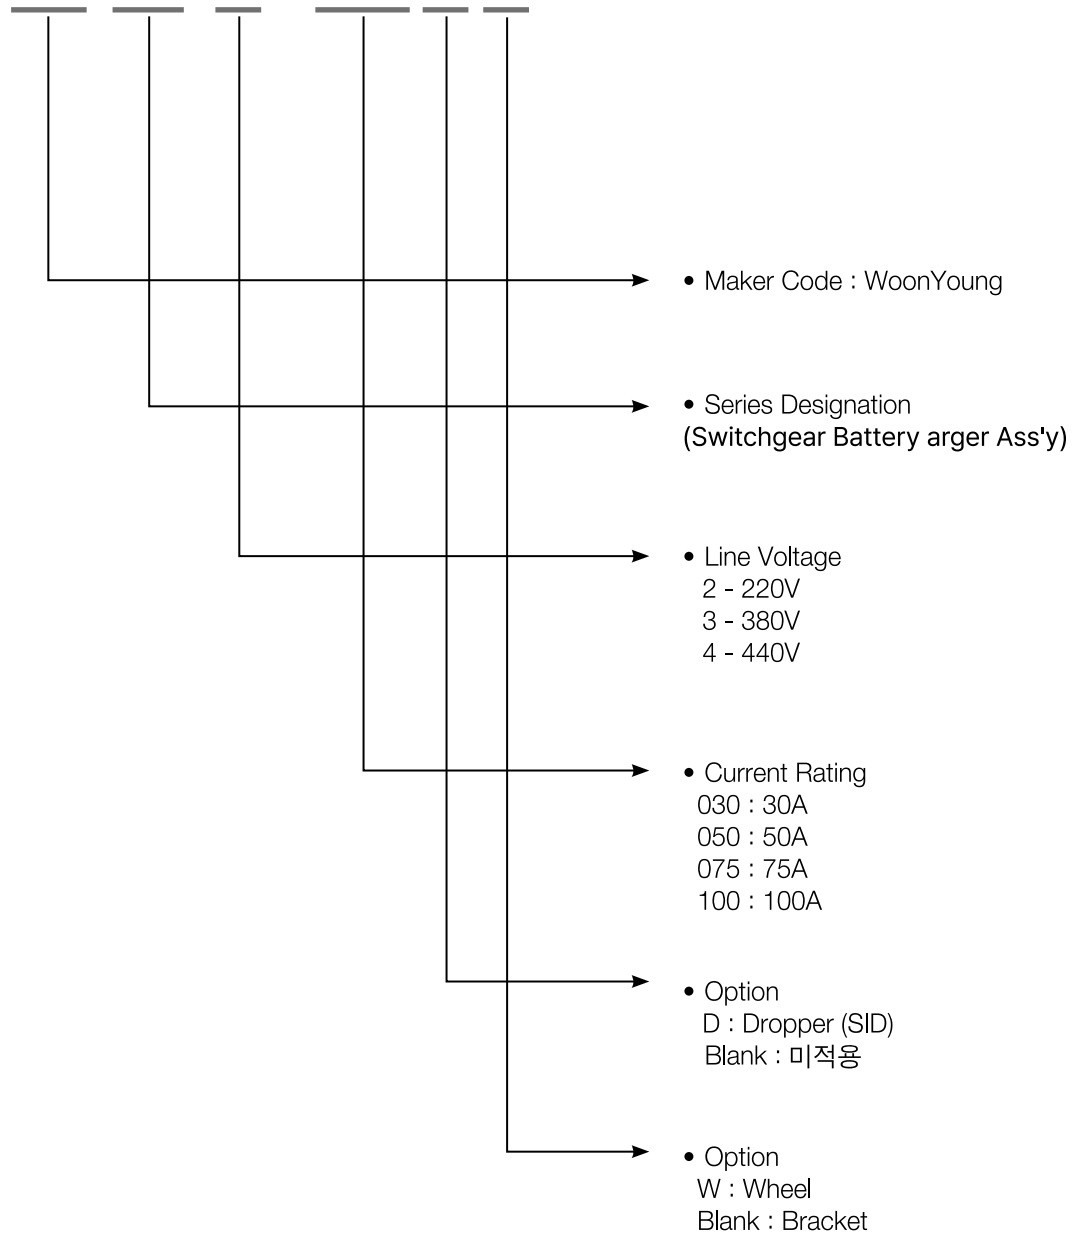 • Maker Code : WoonYoung
• Series Designation
(Switchgear Battery arger Ass'y)
• Line Voltage
2 - 220V
3 - 380V
4 - 440V
• Current Rating
030 : 30A
050 : 50A
075 : 75A
100 : 100A
• Option
D : Dropper (SID)
Blank : 미적용
• Option
W : Wheel
Blank : Bracket